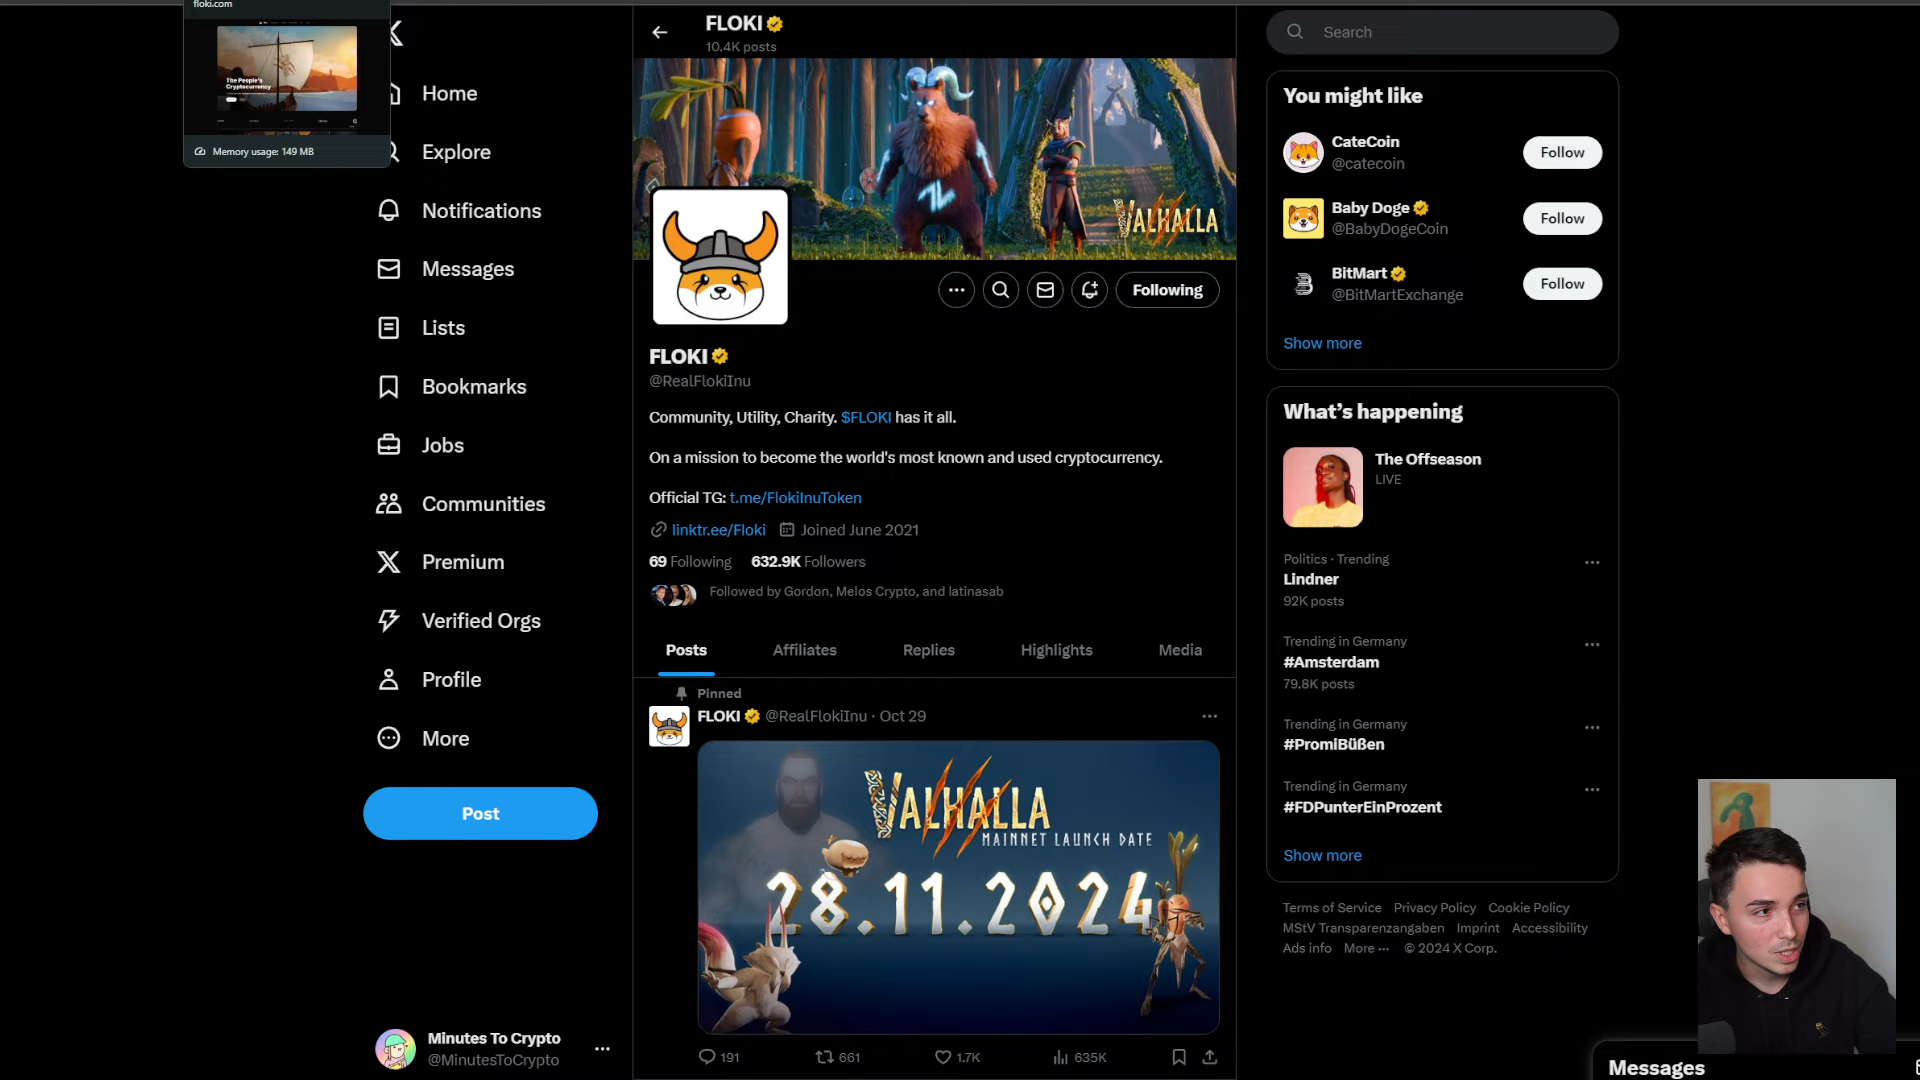 floki.com
The People's
Cryptocurrency
Memory usage: 149 MB
Home
Explore
Notifications
Messages
Lists
Bookmarks
Jobs
Communities
Premium
Verified Orgs
Profile
More
Post
Minutes To Crypto
@MinutesToCrypto
FLOKI
10.4K posts
VALHALLA
Following
FLOKI
@RealFlokiInu
Community, Utility, Charity. $FLOKI has it all.
On a mission to become the world's most known and used cryptocurrency.
Official TG: t.me/FlokiInuToken
linktr.ee/Floki Joined June 2021
69 Following 632.9K Followers
Followed by Gordon, Melos Crypto, and latinasab
Posts Affiliates Replies Highlights Media
Pinned
FLOKI @RealFlokiInu · Oct 29
VALHALLA
MAINNET LAUNCH DATE
28.11.2024
191 661 1.7K 635K
Search
You might like
CateCoin
@catecoin
Follow
Baby Doge
@BabyDogeCoin
Follow
BitMart
@BitMartExchange
Follow
Show more
What's happening
The Offseason
LIVE
Politics · Trending
Lindner
92K posts
Trending in Germany
#Amsterdam
79.8K posts
Trending in Germany
#PromiBüßen
Trending in Germany
#FDPunterEinProzent
Show more
Terms of Service Privacy Policy Cookie Policy
MStV Transparenzangaben Imprint Accessibility
Ads info More ··· © 2024 X Corp.
Messages